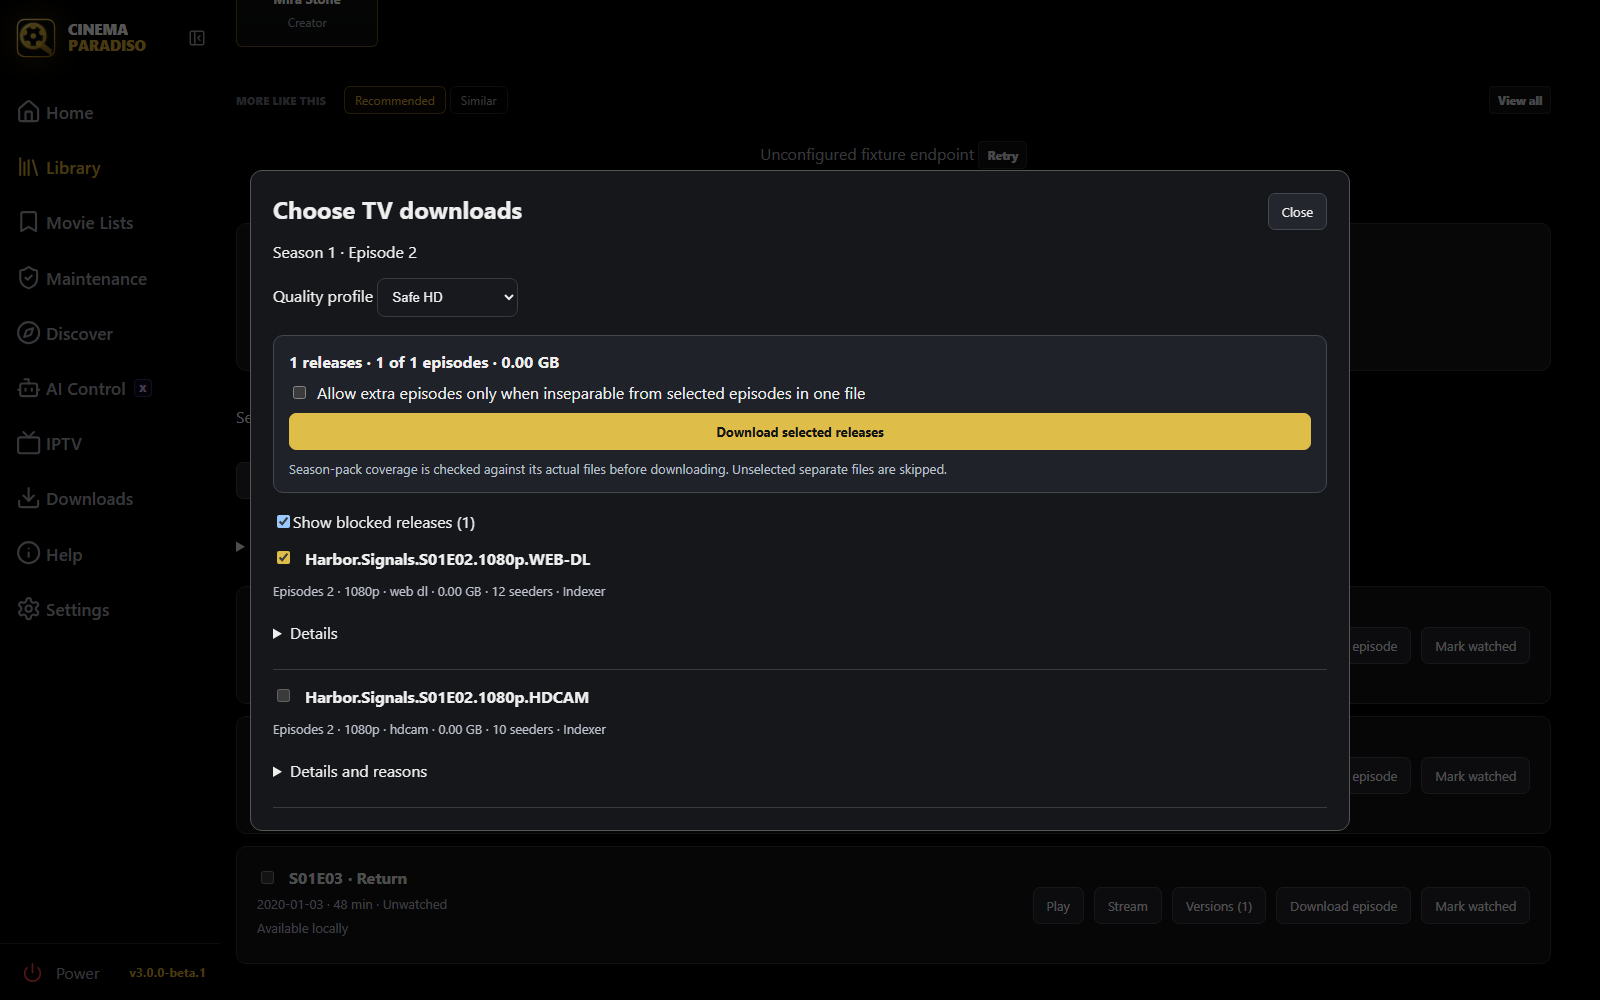 CINEMA
PARADISO
Home
Library
Movie Lists
Maintenance
Discover
AI Control x
IPTV
Downloads
Help
Settings
Power v3.0.0-beta.1
Mira Stone
Creator
MORE LIKE THIS Recommended Similar View all
Unconfigured fixture endpoint Retry
Choose TV downloads Close
Season 1 · Episode 2
Quality profile Safe HD
1 releases · 1 of 1 episodes · 0.00 GB
Allow extra episodes only when inseparable from selected episodes in one file
Download selected releases
Season-pack coverage is checked against its actual files before downloading. Unselected separate files are skipped.
Show blocked releases (1)
Harbor.Signals.S01E02.1080p.WEB-DL
Episodes 2 · 1080p · web dl · 0.00 GB · 12 seeders · Indexer
Details
Harbor.Signals.S01E02.1080p.HDCAM
Episodes 2 · 1080p · hdcam · 0.00 GB · 10 seeders · Indexer
Details and reasons
episode Mark watched
episode Mark watched
S01E03 · Return
2020-01-03 · 48 min · Unwatched
Available locally
Play Stream Versions (1) Download episode Mark watched